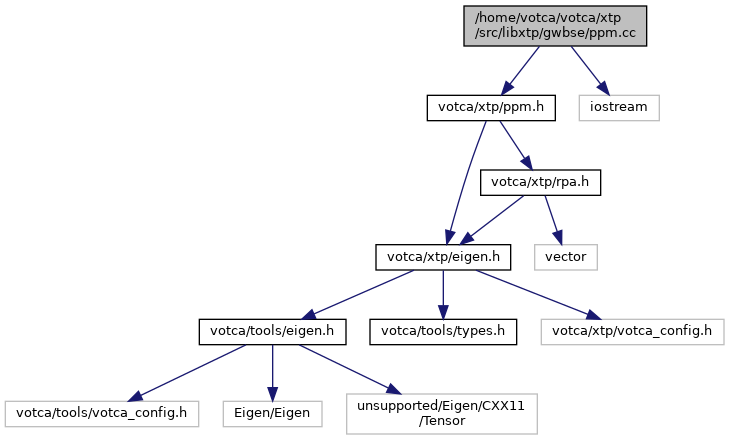 /home/votca/votca/xtp
/src/libxtp/gwbse/ppm.cc
votca/xtp/ppm.h
iostream
votca/xtp/rpa.h
votca/xtp/eigen.h
vector
votca/tools/eigen.h
votca/tools/types.h
votca/xtp/votca_config.h
votca/tools/votca_config.h
Eigen/Eigen
unsupported/Eigen/CXX11
/Tensor